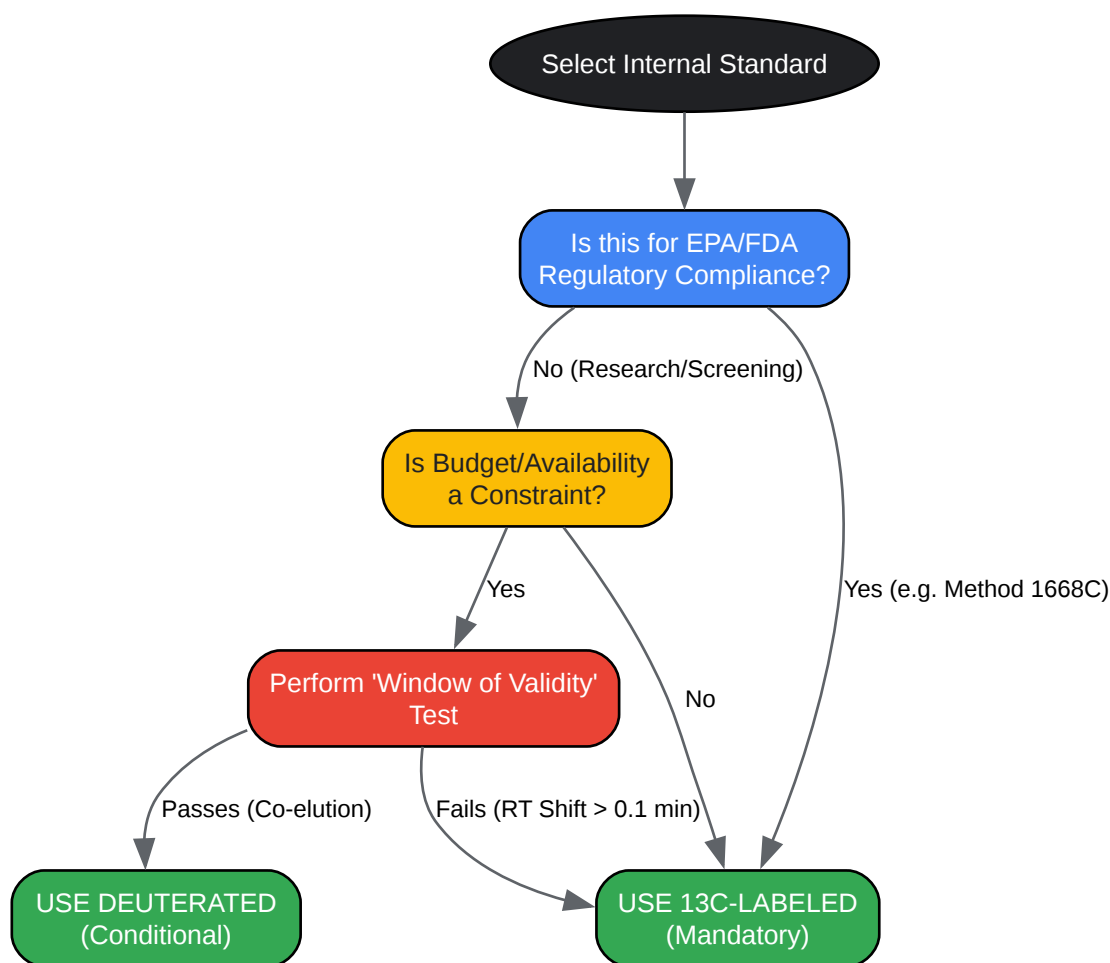 Select Internal Standard
Is this for EPA/FDA
Regulatory Compliance?
No (Research/Screening)
Is Budget/Availability
a Constraint?
Yes
Yes (e.g. Method 1668C)
Perform 'Window of Validity'
Test
No
Passes (Co-elution)
Fails (RT Shift > 0.1 min)
USE DEUTERATED
(Conditional)
USE 13C-LABELED
(Mandatory)